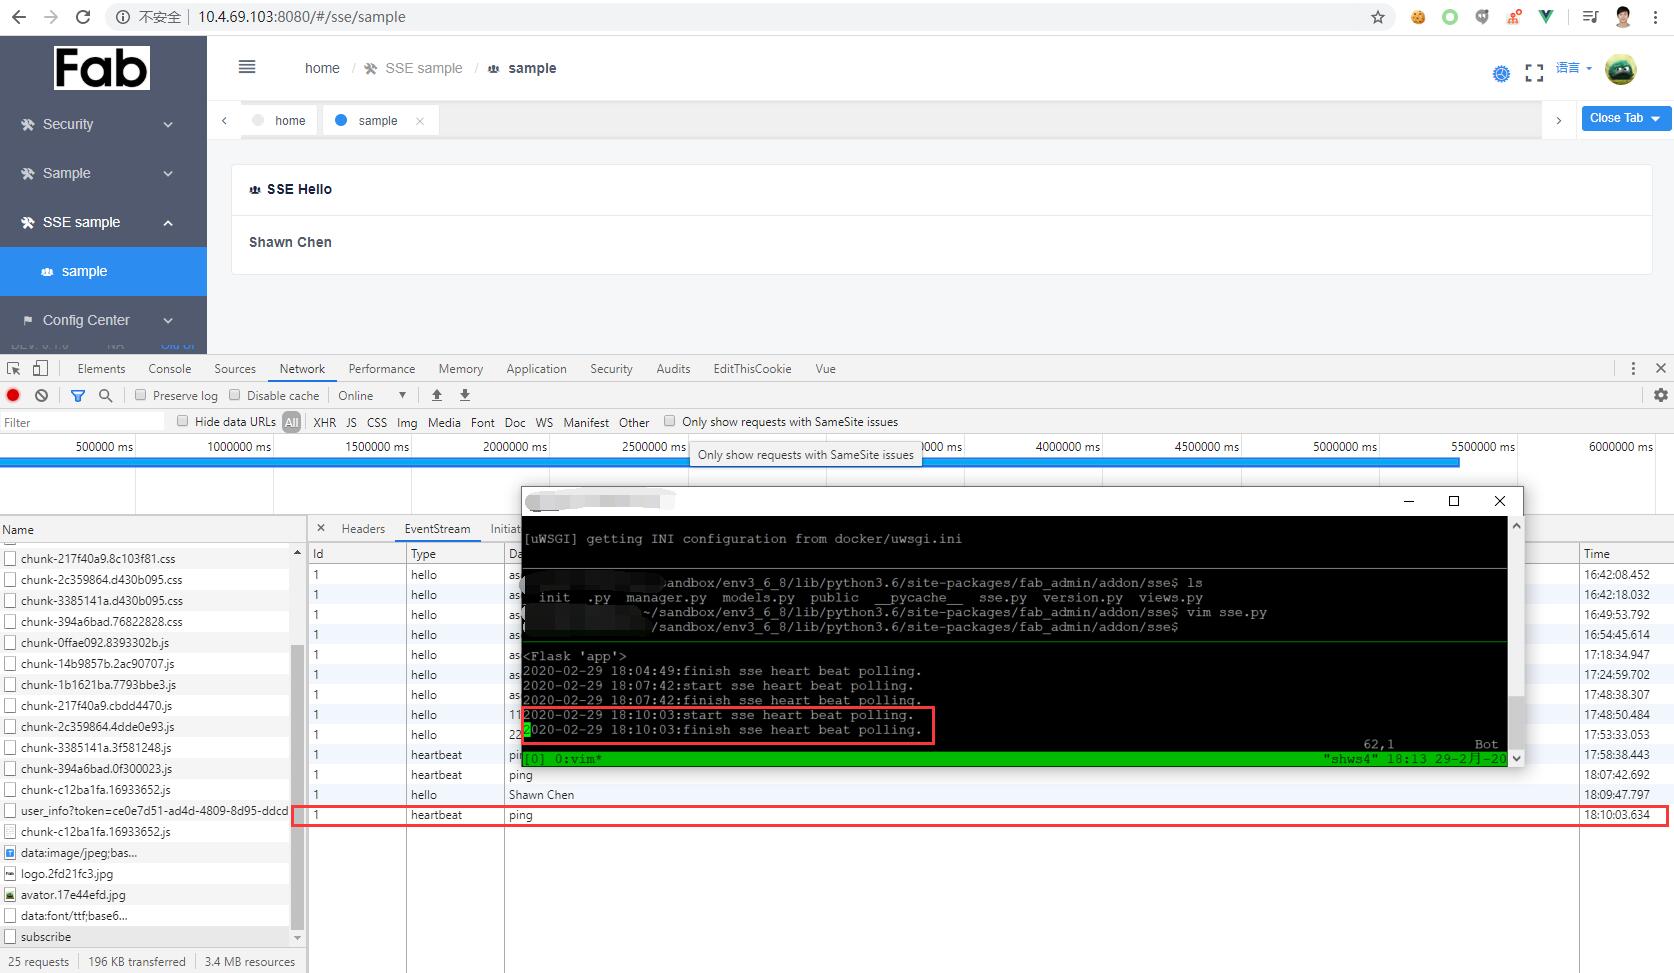 不安全 10.4.69.103:8080/#/sse/sample
Fab
home / SSE sample / sample
语言
Security
home
sample
Close Tab
Sample
SSE Hello
SSE sample
Shawn Chen
sample
Config Center
Elements Console Sources Network Performance Memory Application Security Audits EditThisCookie Vue
Preserve log Disable cache Online
Filter Hide data URLs All XHR JS CSS Img Media Font Doc WS Manifest Other Only show requests with SameSite issues
500000 ms 1000000 ms 1500000 ms 2000000 ms 2500000 ms 4000000 ms 4500000 ms 5000000 ms 5500000 ms 6000000 ms
Only show requests with SameSite issues
Name
chunk-217f40a9.8c103f81.css
chunk-2c359864.d430b095.css
chunk-3385141a.d430b095.css
chunk-394a6bad.76822828.css
chunk-0ffae092.8393302b.js
chunk-14b9857b.2ac90707.js
chunk-1b1621ba.7793bbe3.js
chunk-217f40a9.cbdd4470.js
chunk-2c359864.4dde0e93.js
chunk-3385141a.3f581248.js
chunk-394a6bad.0f300023.js
chunk-c12ba1fa.16933652.js
user_info?token=ce0e7d51-ad4d-4809-8d95-ddcd
chunk-c12ba1fa.16933652.js
data:image/jpeg;bas...
logo.2fd21fc3.jpg
avator.17e44efd.jpg
data:font/ttf;base6...
subscribe
25 requests 196 KB transferred 3.4 MB resources
Headers EventStream Initiat
Id Type Da Time
1 hello as 16:42:08.452
1 hello as 16:42:18.032
1 hello as 16:49:53.792
1 hello as 16:54:45.614
1 hello as 17:18:34.947
1 hello as 17:24:59.702
1 hello as 17:48:38.307
1 hello 11 17:48:50.484
1 hello 22 17:53:33.053
1 heartbeat pin 17:58:38.443
1 heartbeat ping 18:07:42.692
1 hello Shawn Chen 18:09:47.797
1 heartbeat ping 18:10:03.634
[uWSGI] getting INI configuration from docker/uwsgi.ini
sandbox/env3_6_8/lib/python3.6/site-packages/fab_admin/addon/sse$ ls
init .py manager.py models.py public __pycache__ sse.py version.py views.py
~/sandbox/env3_6_8/lib/python3.6/site-packages/fab_admin/addon/sse$ vim sse.py
/sandbox/env3_6_8/lib/python3.6/site-packages/fab_admin/addon/sse$
<Flask 'app'>
2020-02-29 18:04:49:finish sse heart beat polling.
2020-02-29 18:07:42:start sse heart beat polling.
2020-02-29 18:07:42:finish sse heart beat polling.
2020-02-29 18:10:03:start sse heart beat polling.
2020-02-29 18:10:03:finish sse heart beat polling.
62,1 Bot
[0] 0:vim* "shws4" 18:13 29-2月-20